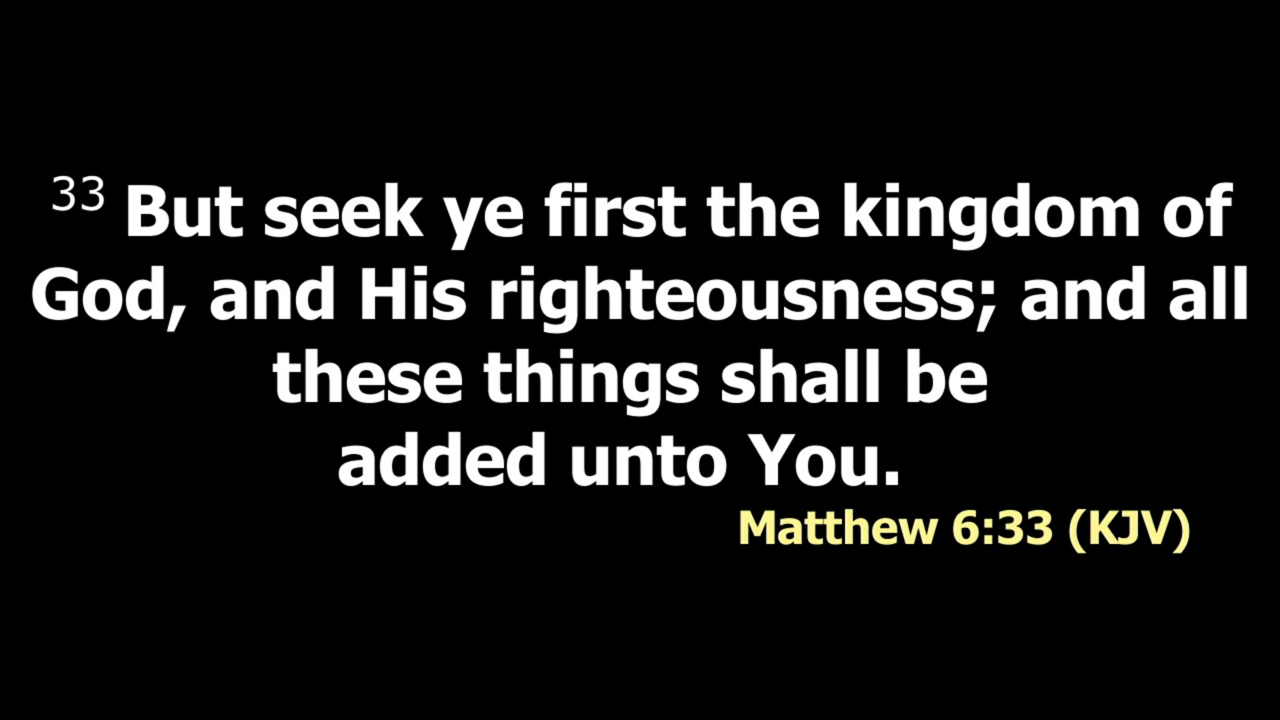 33 But seek ye first the kingdom of
God, and His righteousness; and all
these things shall be
added unto You.
Matthew 6:33 (KJV)